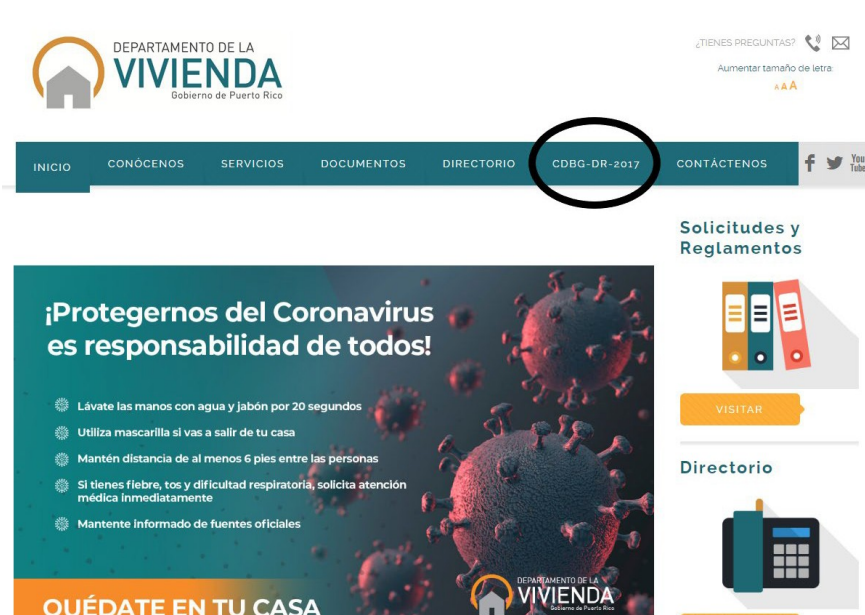 DEPARTAMENTO DE LA
VIVIENDA
Gobierno de Puerto Rico
¿TIENES PREGUNTAS?
Aumentar tamaño de letra:
A A A
INICIO CONÓCENOS SERVICIOS DOCUMENTOS DIRECTORIO CDBG-DR-2017 CONTÁCTENOS f You
Tube
Solicitudes y
Reglamentos
¡Protegernos del Coronavirus
es responsabilidad de todos!
Lávate las manos con agua y jabón por 20 segundos
Utiliza mascarilla si vas a salir de tu casa
Mantén distancia de al menos 6 pies entre las personas
Si tienes fiebre, tos y dificultad respiratoria, solicita atención
médica inmediatamente
Mantente informado de fuentes oficiales
VISITAR
Directorio
QUÉDATE EN TU CASA
DEPARTAMENTO DE LA
VIVIENDA
Gobierno de Puerto Rico